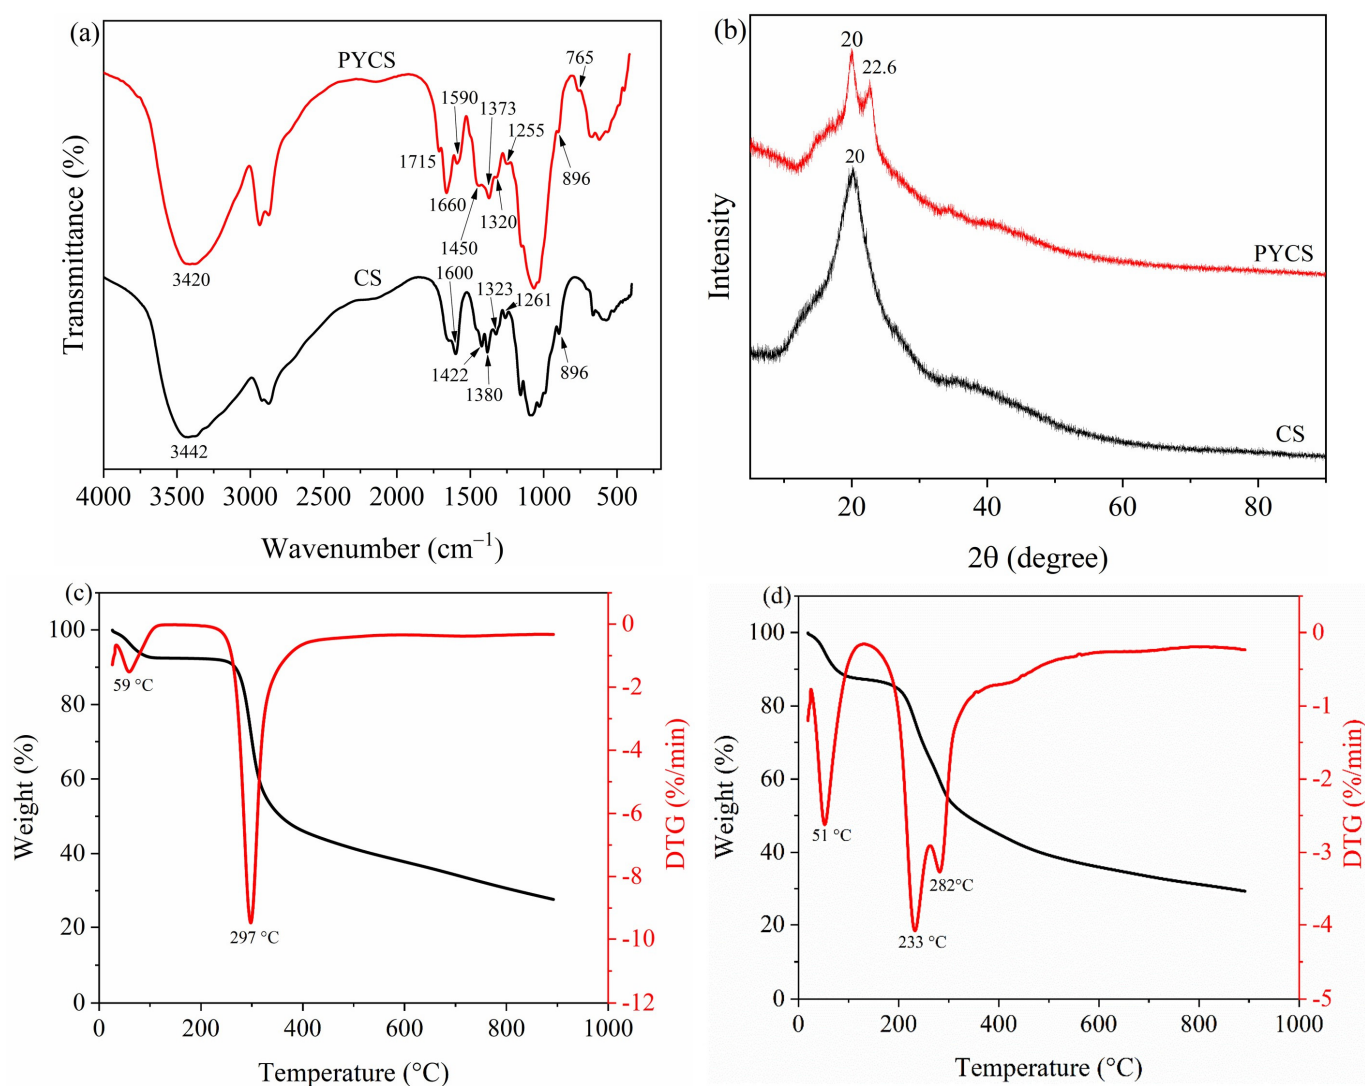 (a)
PYCS
765
1590
1373
1255
1715
1660
896
1450
1320
3420
1600
CS
1323
1261
1422
1380
896
3442
Transmittance (%)
4000 3500 3000 2500 2000 1500 1000 500
Wavenumber (cm⁻¹)
(b)
20
22.6
20
PYCS
CS
Intensity
20 40 60 80
2θ (degree)
(c)
100
80
60
40
20
0
Weight (%)
59 °C
297 °C
0
-2
-4
-6
-8
-10
-12
DTG (%/min)
0 200 400 600 800 1000
Temperature (°C)
(d)
100
80
60
40
20
0
Weight (%)
51 °C
282°C
233 °C
0
-1
-2
-3
-4
-5
DTG (%/min)
0 200 400 600 800 1000
Temperature (°C)